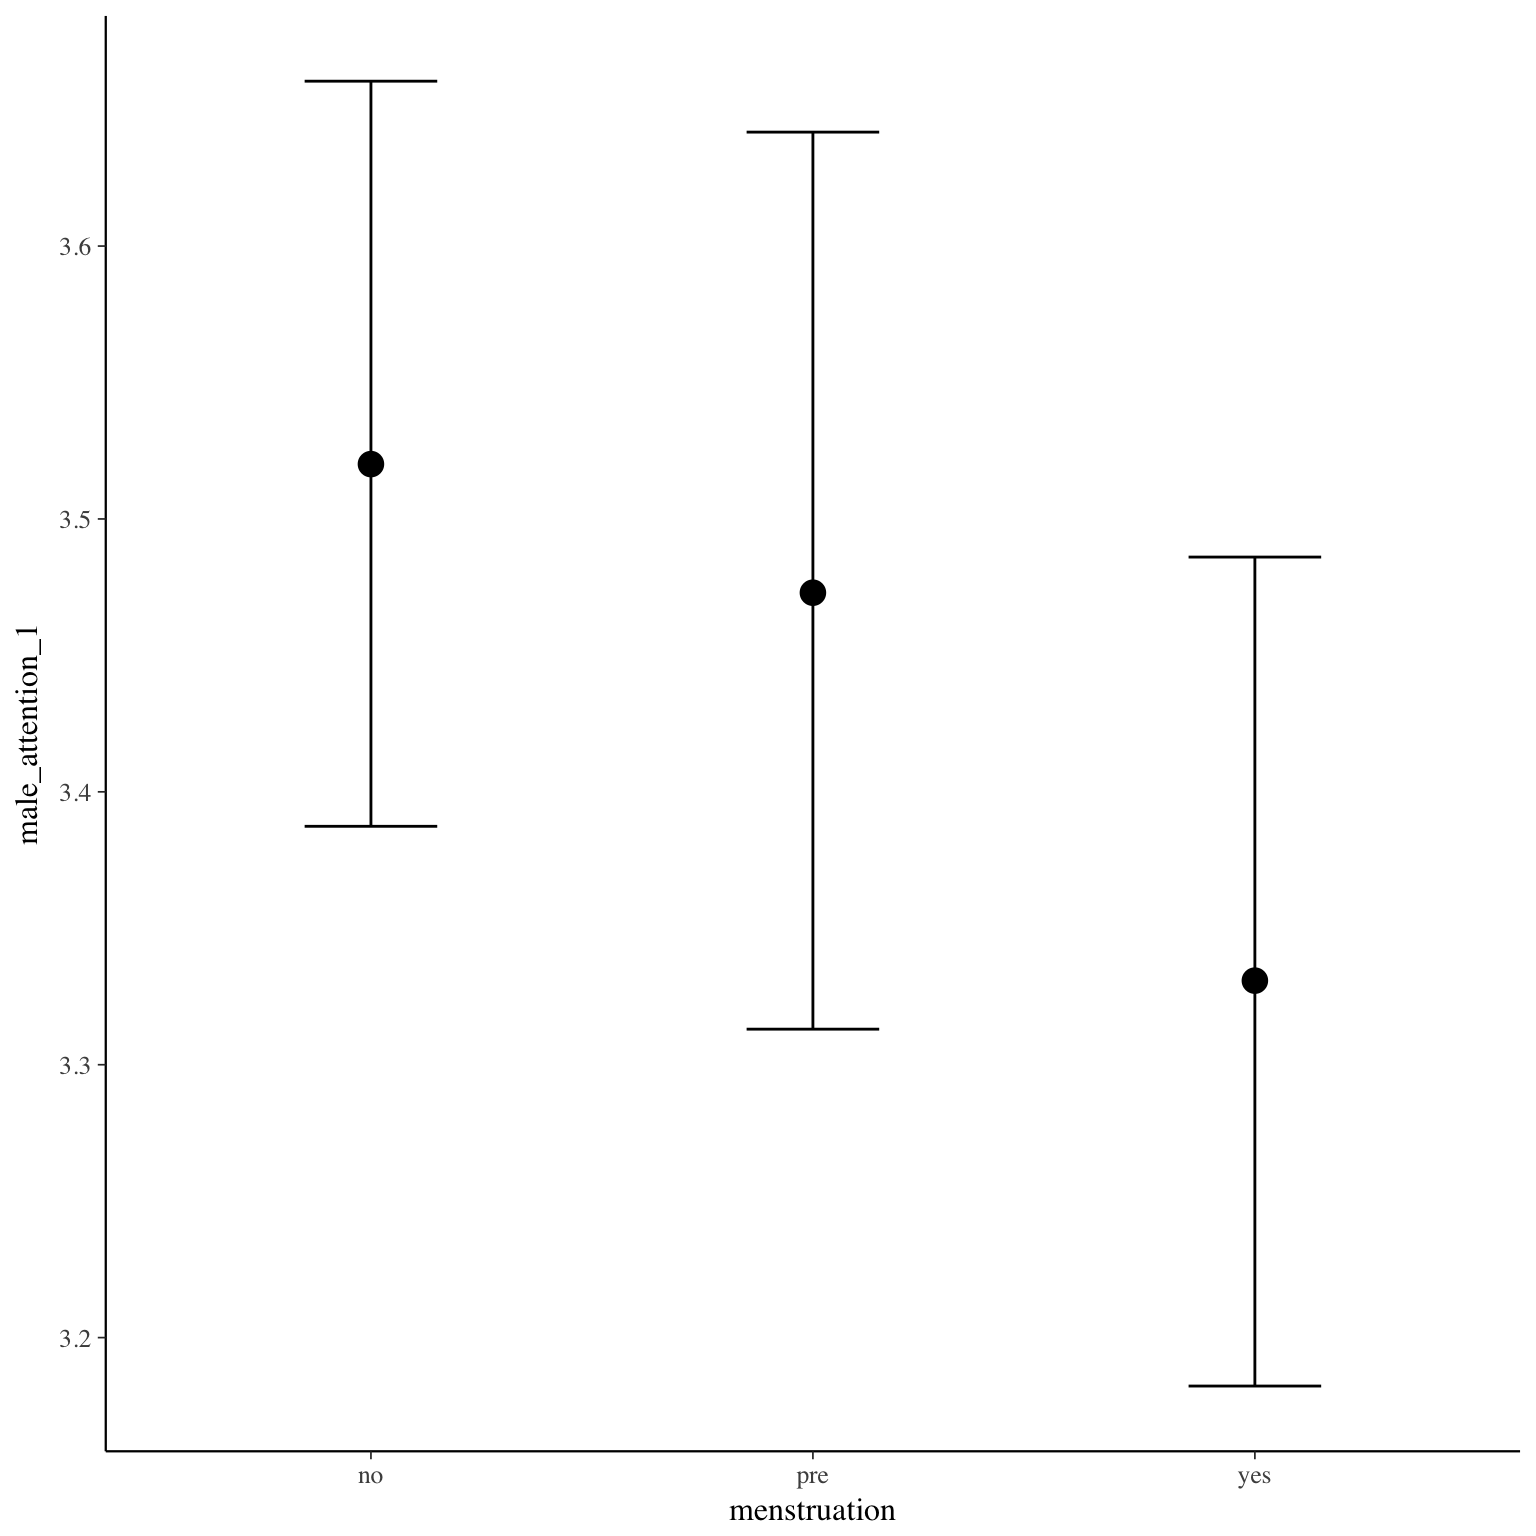 male_attention_1
3.6
3.5
3.4
3.3
3.2
no
pre
yes
menstruation